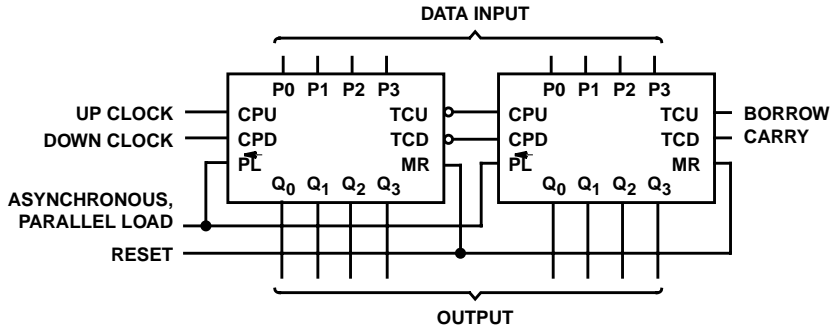 DATA INPUT
P0 P1 P2 P3 P0 P1 P2 P3
UP CLOCK CPU TCU CPU TCU BORROW
DOWN CLOCK CPD TCD CPD TCD CARRY
PL MR PL MR
Q0 Q1 Q2 Q3 Q0 Q1 Q2 Q3
ASYNCHRONOUS,
PARALLEL LOAD
RESET
OUTPUT